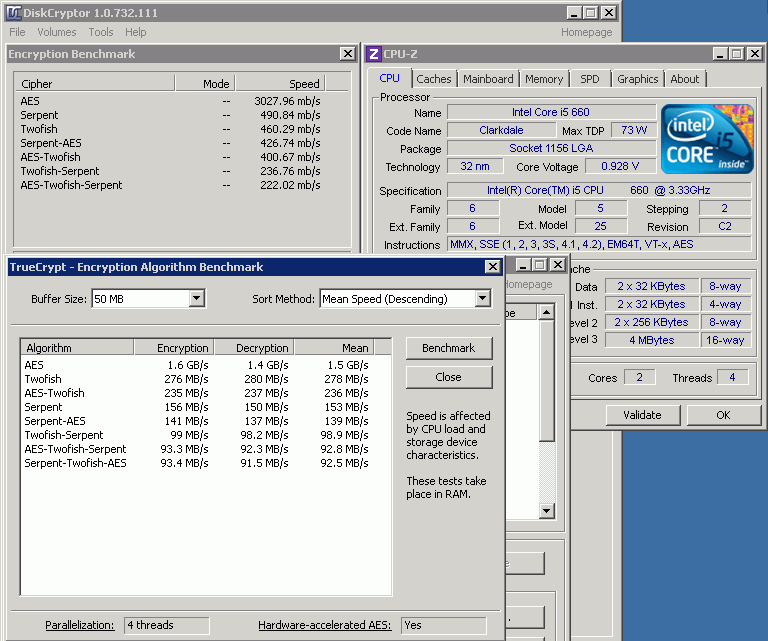 DiskCryptor 1.0.732.111
File Volumes Tools Help Homepage
Encryption Benchmark
Cipher Mode Speed
AES -- 3027.96 mb/s
Serpent -- 490.84 mb/s
Twofish -- 460.29 mb/s
Serpent-AES -- 426.74 mb/s
AES-Twofish -- 400.67 mb/s
Twofish-Serpent -- 236.76 mb/s
AES-Twofish-Serpent -- 222.02 mb/s
Z CPU-Z
CPU Caches Mainboard Memory SPD Graphics About
Processor
Name Intel Core i5 660
Code Name Clarkdale Max TDP 73 W
Package Socket 1156 LGA
Technology 32 nm Core Voltage 0.928 V
intel
CORE i5
inside™
Specification Intel(R) Core(TM) i5 CPU 660 @ 3.33GHz
Family 6 Model 5 Stepping 2
Ext. Family 6 Ext. Model 25 Revision C2
Instructions MMX, SSE (1, 2, 3, 3S, 4.1, 4.2), EM64T, VT-x, AES
Data 2 x 32 KBytes 8-way
Inst. 2 x 32 KBytes 4-way
2 2 x 256 KBytes 8-way
3 4 MBytes 16-way
Cores 2 Threads 4
Validate OK
Homepage
TrueCrypt - Encryption Algorithm Benchmark
Buffer Size: 50 MB Sort Method: Mean Speed (Descending)
Algorithm Encryption Decryption Mean
AES 1.6 GB/s 1.4 GB/s 1.5 GB/s
Twofish 276 MB/s 280 MB/s 278 MB/s
AES-Twofish 235 MB/s 237 MB/s 236 MB/s
Serpent 156 MB/s 150 MB/s 153 MB/s
Serpent-AES 141 MB/s 137 MB/s 139 MB/s
Twofish-Serpent 99 MB/s 98.2 MB/s 98.9 MB/s
AES-Twofish-Serpent 93.3 MB/s 92.3 MB/s 92.8 MB/s
Serpent-Twofish-AES 93.4 MB/s 91.5 MB/s 92.5 MB/s
Benchmark
Close
Speed is affected
by CPU load and
storage device
characteristics.
These tests take
place in RAM.
Parallelization: 4 threads Hardware-accelerated AES: Yes